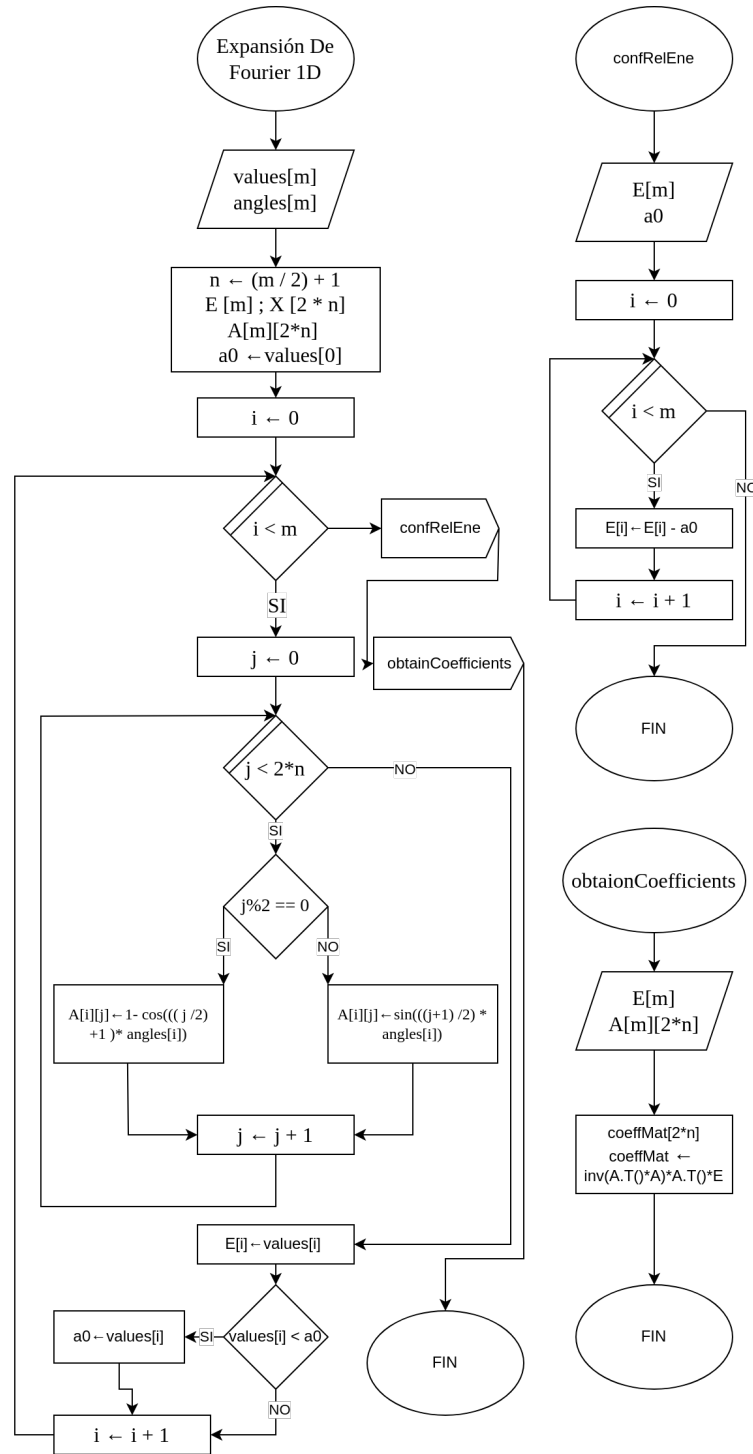 Expansión De
Fourier 1D
values[m]
angles[m]
n ← (m / 2) + 1
E [m] ; X [2 * n]
A[m][2*n]
a0 ←values[0]
i ← 0
i < m
confRelEne
SI
j ← 0
obtainCoefficients
j < 2*n
NO
SI
j%2 == 0
SI
NO
A[i][j]←1- cos((( j /2)
+1 )* angles[i])
A[i][j]←sin(((j+1) /2) *
angles[i])
j ← j + 1
E[i]←values[i]
values[i] < a0
SI
a0←values[i]
NO
i ← i + 1
FIN
confRelEne
E[m]
a0
i ← 0
i < m
NO
SI
E[i]←E[i] - a0
i ← i + 1
FIN
obtaionCoefficients
E[m]
A[m][2*n]
coeffMat[2*n]
coeffMat ←
inv(A.T()*A)*A.T()*E
FIN